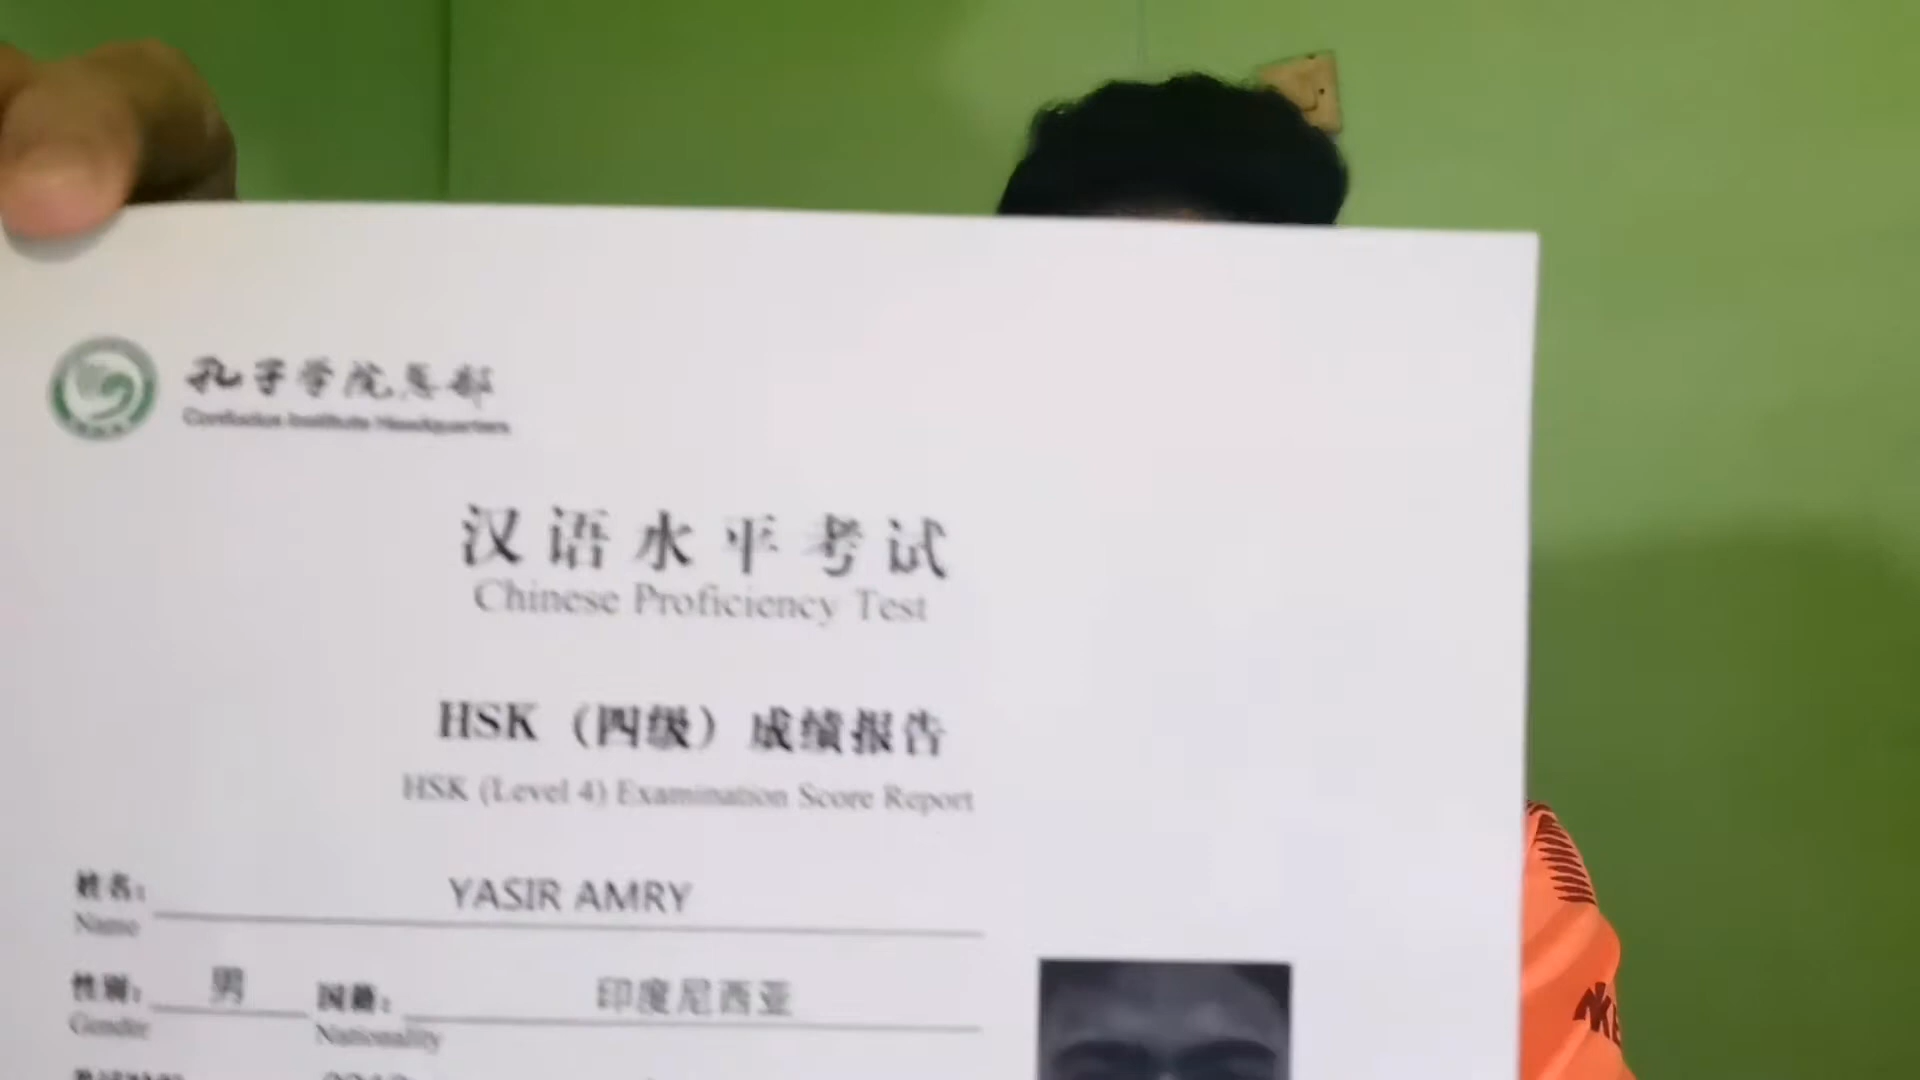 孔子学院总部
Confucius Institute Headquarters
汉语水平考试
Chinese Proficiency Test
HSK（四级）成绩报告
HSK (Level 4) Examination Score Report
姓名： YASIR AMRY
Name
性别： 男 国籍： 印度尼西亚
Gender Nationality